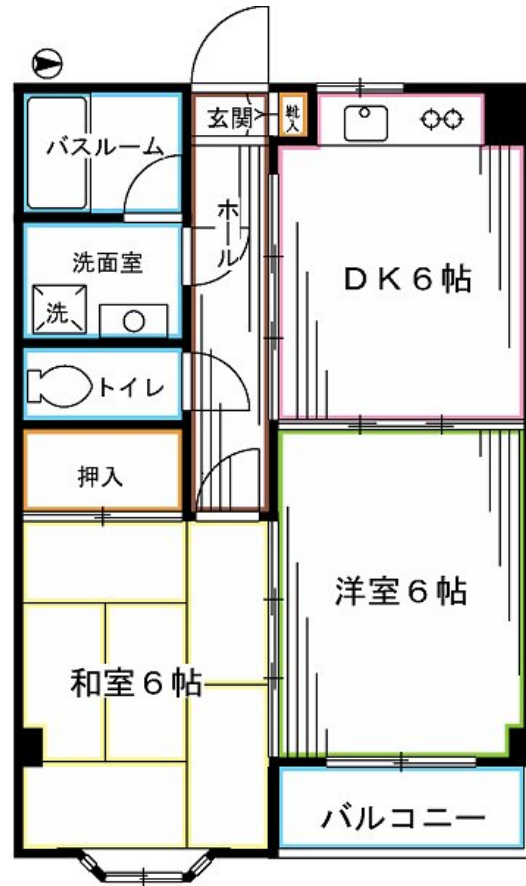 玄関
靴入
バスルーム
ホール
洗面室
DK6帖
洗
トイレ
押入
洋室6帖
和室6帖
バルコニー